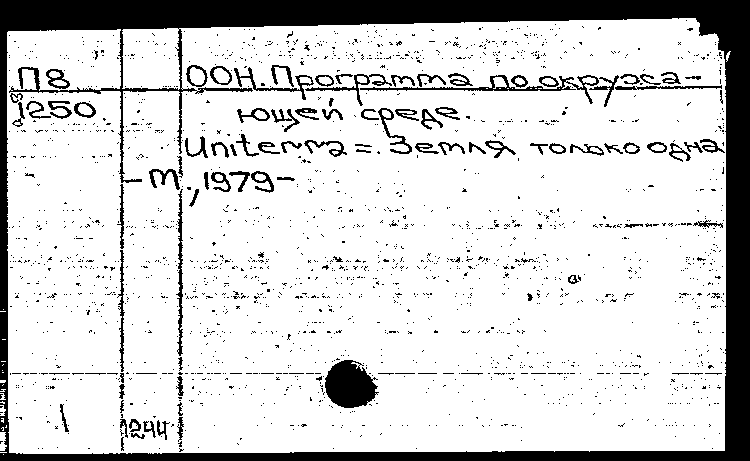 П8 ООН. Программа по окружа-
1250 ющей среде.
Uniterra = Земля только одна
- М., 1979 -
1 1244